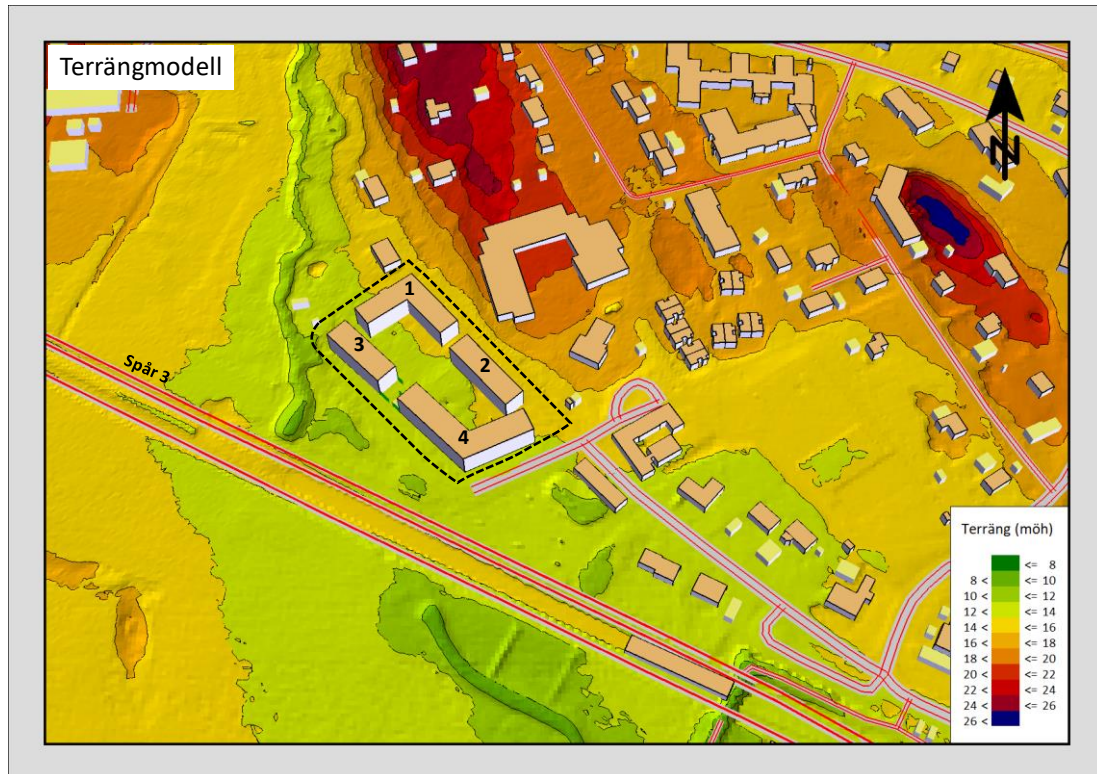 Terrängmodell
N
1
2
3
4
Spår 3
Terräng (möh)
<= 8
8 < <= 10
10 < <= 12
12 < <= 14
14 < <= 16
16 < <= 18
18 < <= 20
20 < <= 22
22 < <= 24
24 < <= 26
26 <